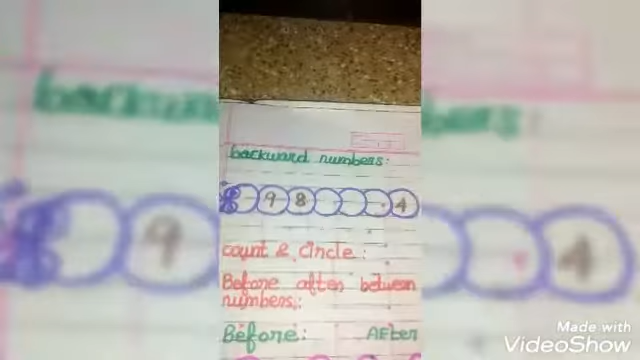 backward numbers:
9 8 4
count & circle:
Before after between
numbers:
Before: AFter
Made with
VideoShow